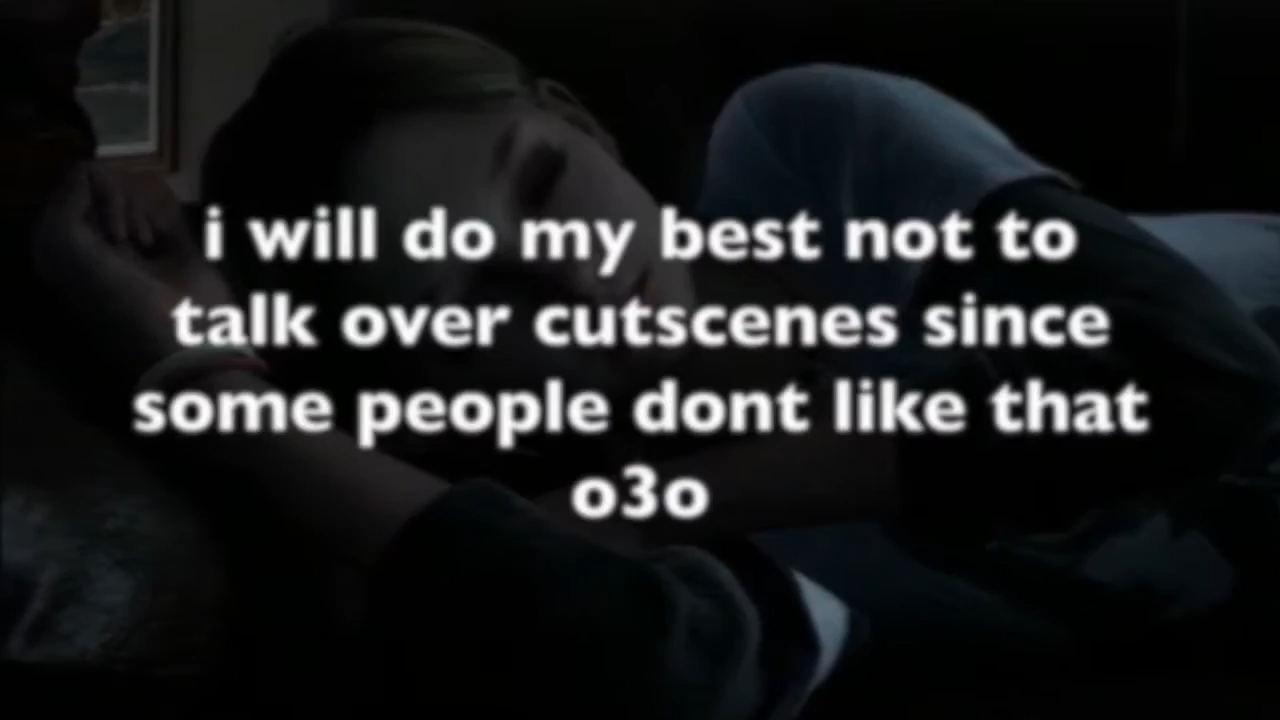 i will do my best not to
talk over cutscenes since
some people dont like that
o3o